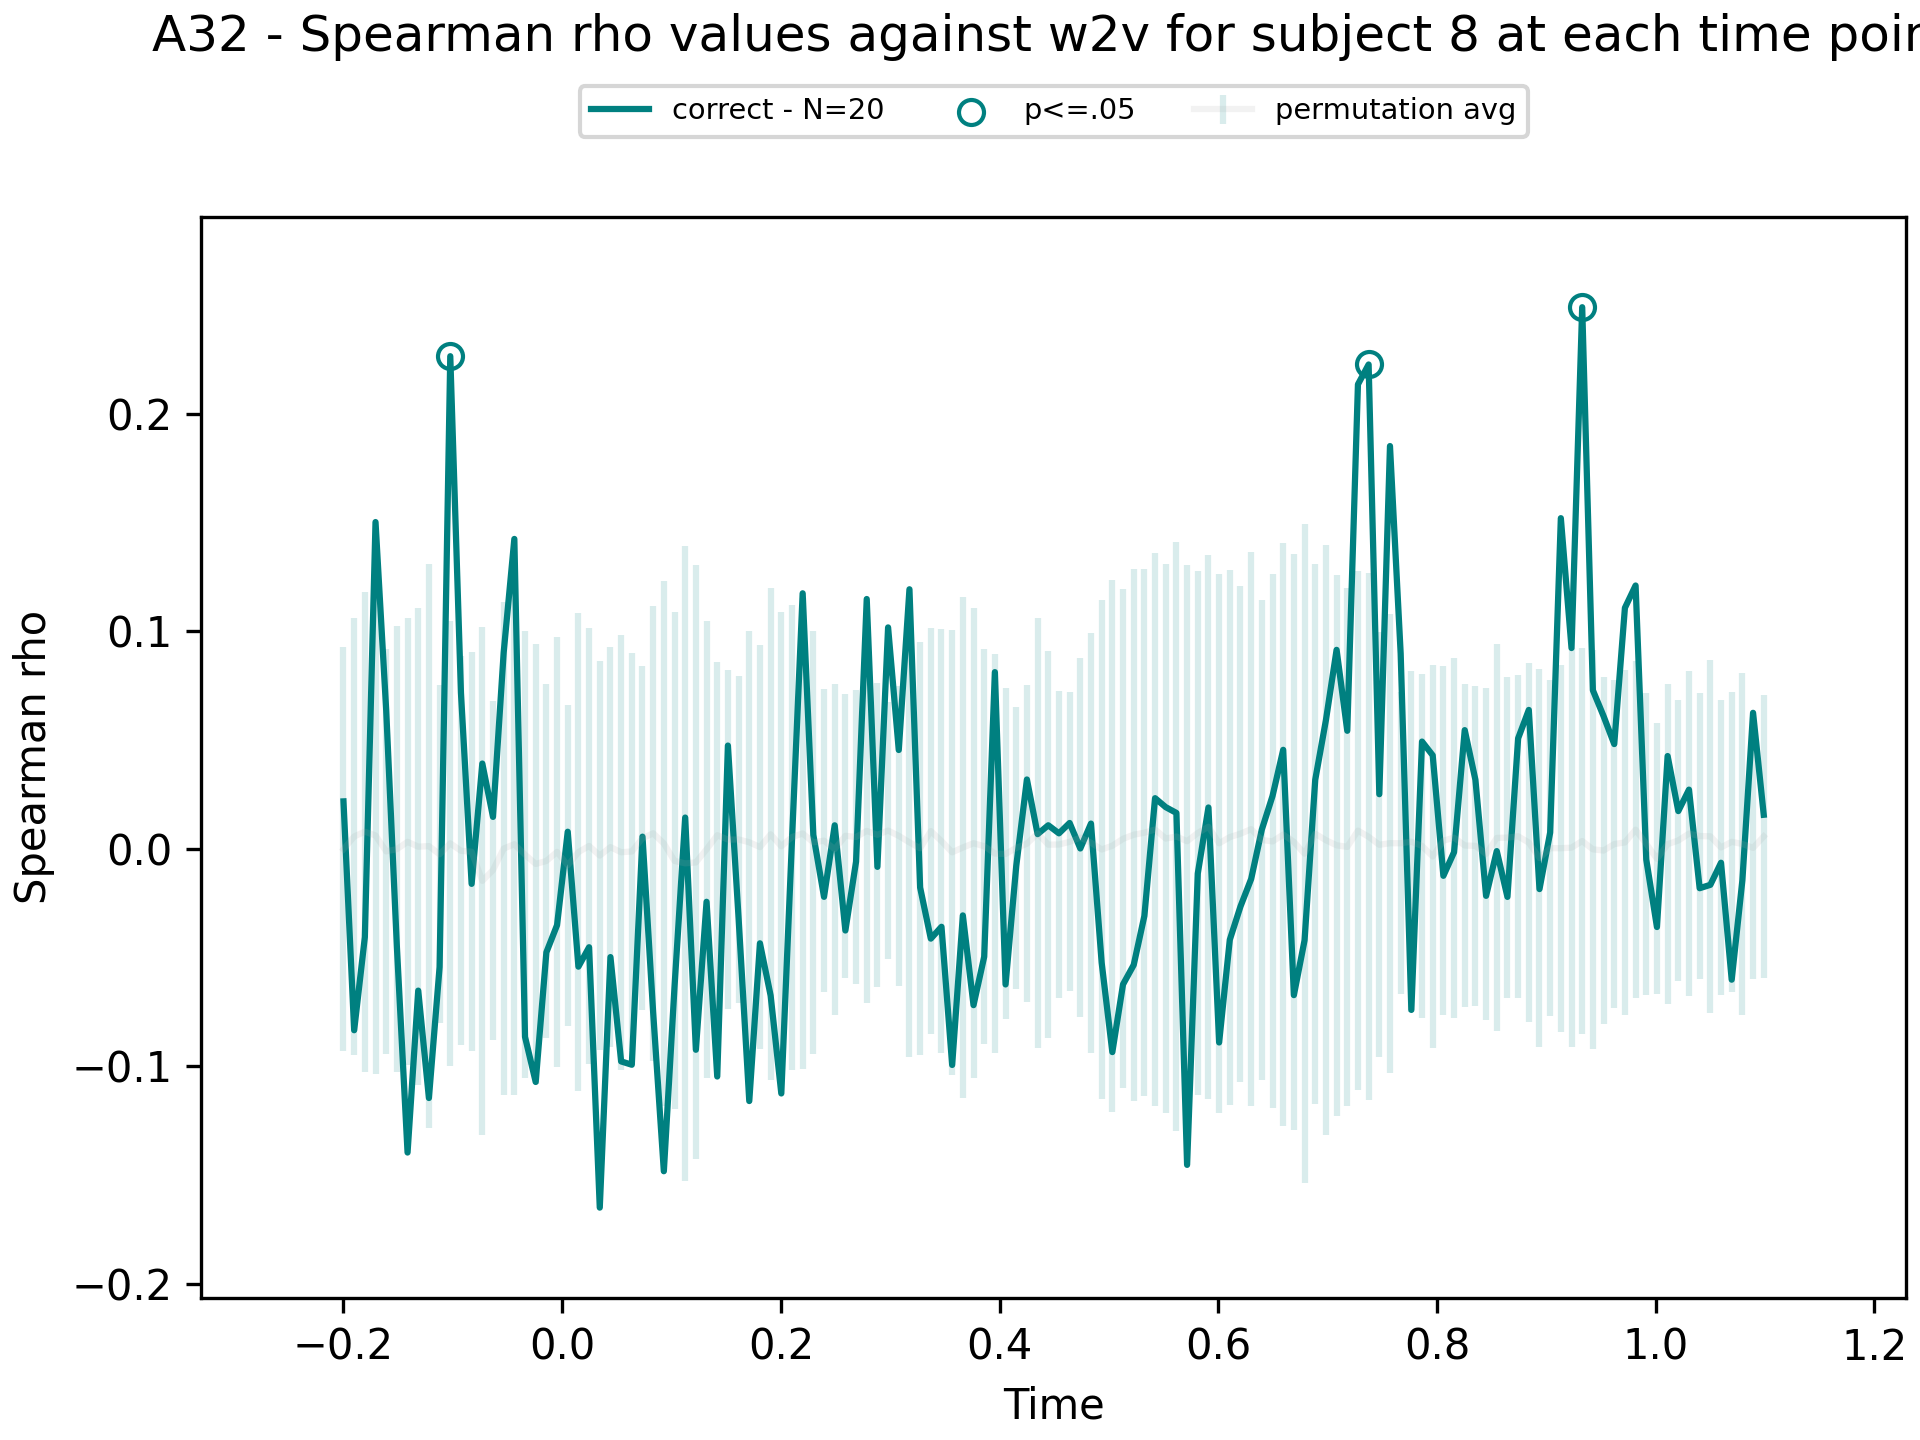 A32 - Spearman rho values against w2v for subject 8 at each time poin
correct - N=20 p<=.05 permutation avg
Spearman rho
0.2
0.1
0.0
−0.1
−0.2
−0.2 0.0 0.2 0.4 0.6 0.8 1.0 1.2
Time